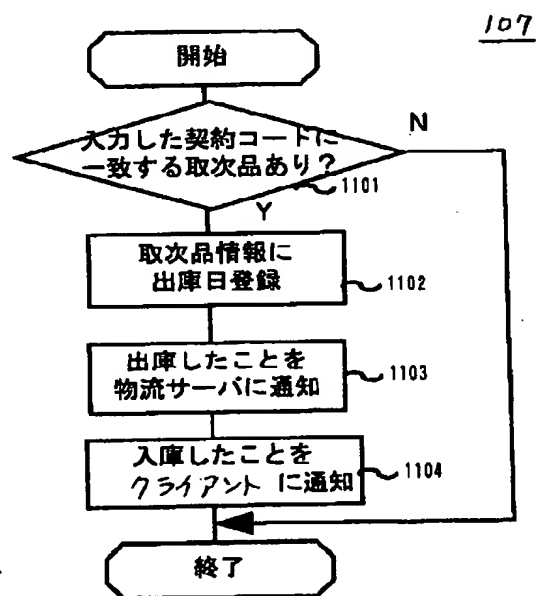 107
開始
入力した契約コードに
一致する取次品あり?
N
1101
Y
取次品情報に
出庫日登録
1102
出庫したことを
物流サーバに通知
1103
入庫したことを
クライアントに通知
1104
終了